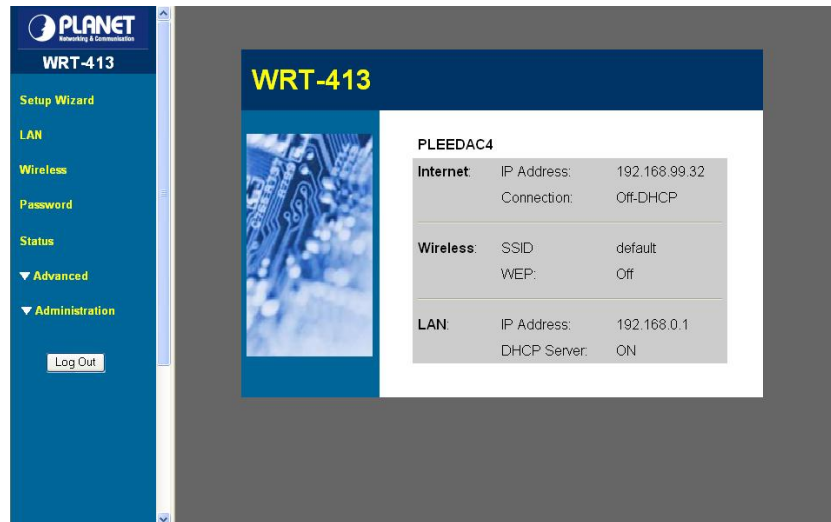 PLANET
Networking & Communication
WRT-413
Setup Wizard
LAN
Wireless
Password
Status
Advanced
Administration
Log Out
WRT-413
PLEEDAC4
Internet: IP Address: 192.168.99.32
Connection: Off-DHCP
Wireless: SSID default
WEP: Off
LAN: IP Address: 192.168.0.1
DHCP Server: ON